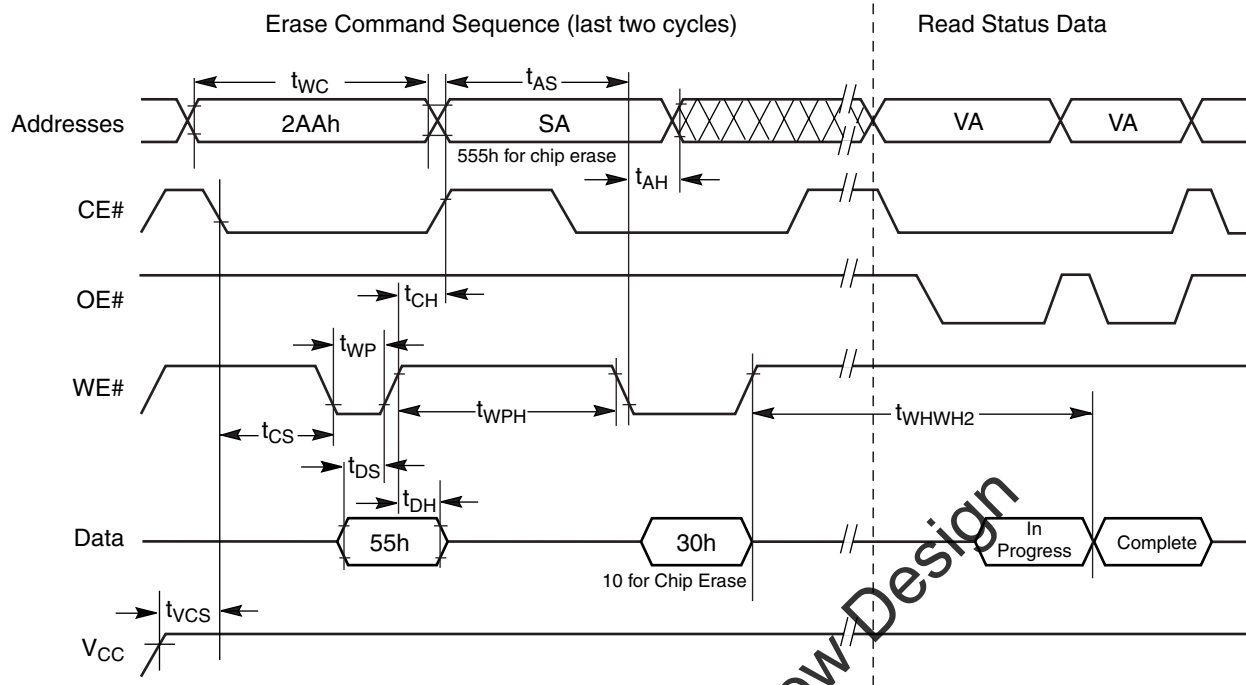 Erase Command Sequence (last two cycles)
Read Status Data
tWC
tAS
Addresses
2AAh
SA
VA
VA
555h for chip erase
tAH
CE#
OE#
tCH
tWP
WE#
tWPH
tWHWH2
tCS
tDS
tDH
Data
55h
30h
In
Progress
Complete
10 for Chip Erase
tVCS
VCC
ew Design